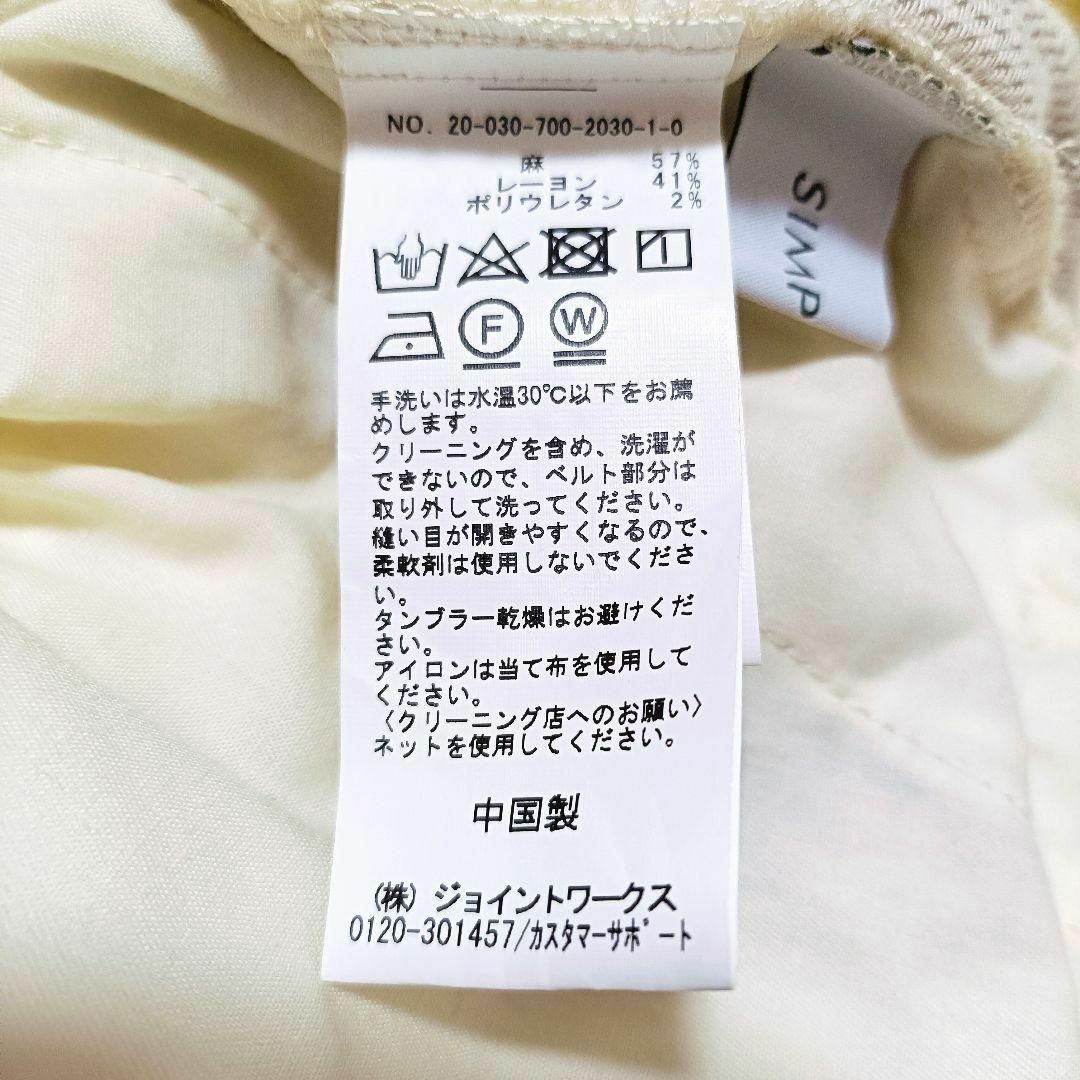 NO. 20-030-700-2030-1-0
麻 57%
レーヨン 41%
ポリウレタン 2%
F
W
手洗いは水温30℃以下をお薦
めします。
クリーニングを含め、洗濯が
できないので、ベルト部分は
取り外して洗ってください。
縫い目が開きやすくなるので、
柔軟剤は使用しないでくださ
い。
タンブラー乾燥はお避けくだ
さい。
アイロンは当て布を使用して
ください。
〈クリーニング店へのお願い〉
ネットを使用してください。
中国製
(株) ジョイントワークス
0120-301457/カスタマーサポート
SIMP